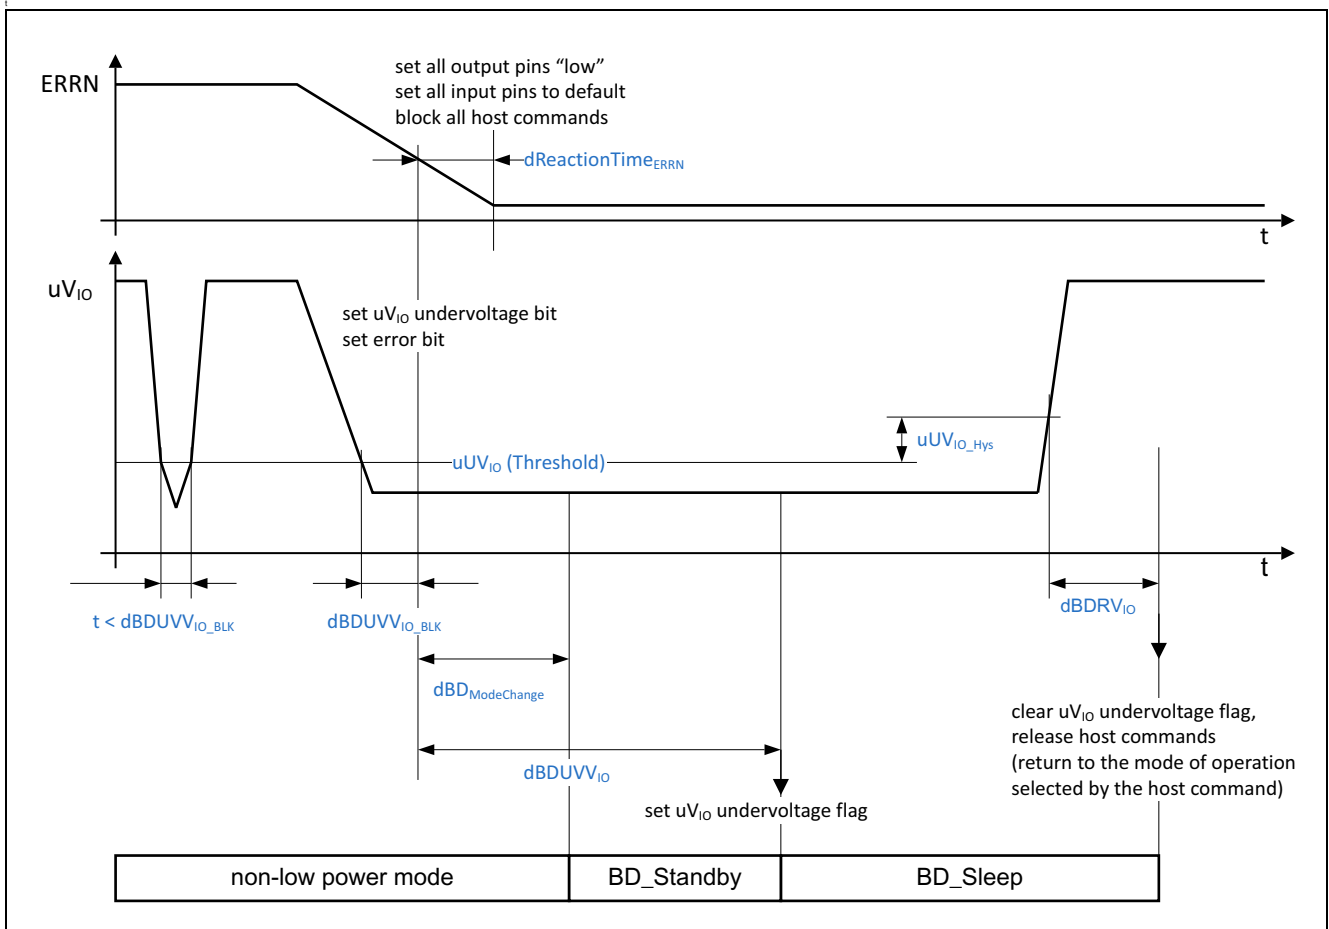 t
ERRN
set all output pins “low”
set all input pins to default
block all host commands
dReactionTimeERRN
t
uVIO
set uVIO undervoltage bit
set error bit
uUVIO_Hys
uUVIO (Threshold)
t
t < dBDUVVIO_BLK
dBDUVVIO_BLK
dBDRVIO
dBDModeChange
clear uVIO undervoltage flag,
release host commands
(return to the mode of operation
selected by the host command)
dBDUVVIO
set uVIO undervoltage flag
non-low power mode
BD_Standby
BD_Sleep